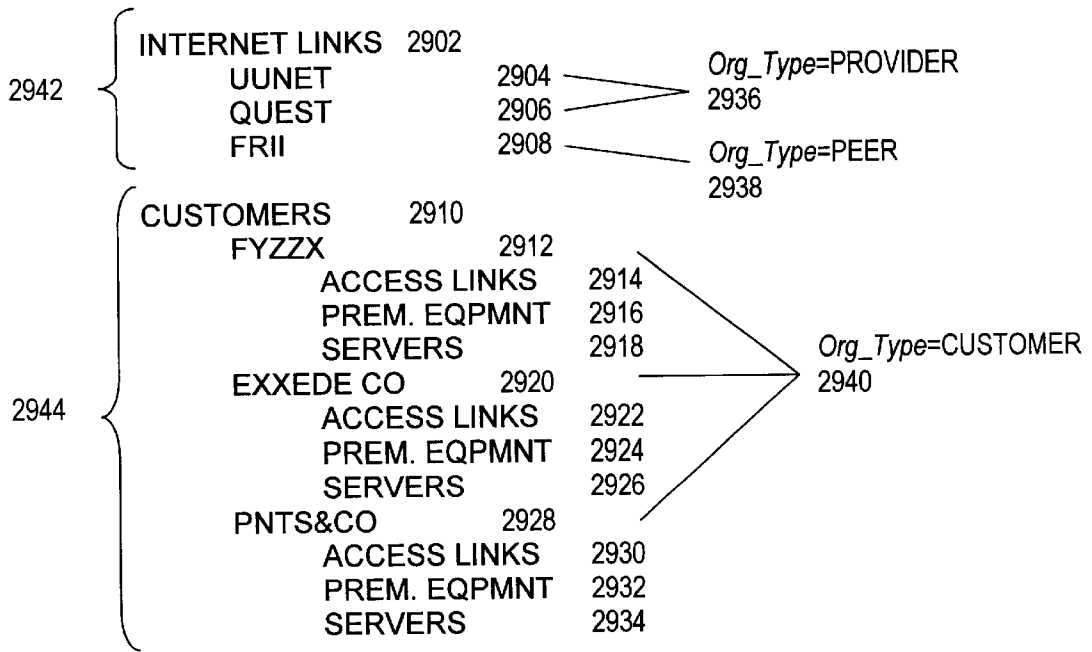 INTERNET LINKS 2902
2942
UUNET 2904
QUEST 2906
FRII 2908
Org_Type=PROVIDER
2936
Org_Type=PEER
2938
2944
CUSTOMERS 2910
FYZZX 2912
ACCESS LINKS 2914
PREM. EQPMNT 2916
SERVERS 2918
EXXEDE CO 2920
ACCESS LINKS 2922
PREM. EQPMNT 2924
SERVERS 2926
PNTS&CO 2928
ACCESS LINKS 2930
PREM. EQPMNT 2932
SERVERS 2934
Org_Type=CUSTOMER
2940